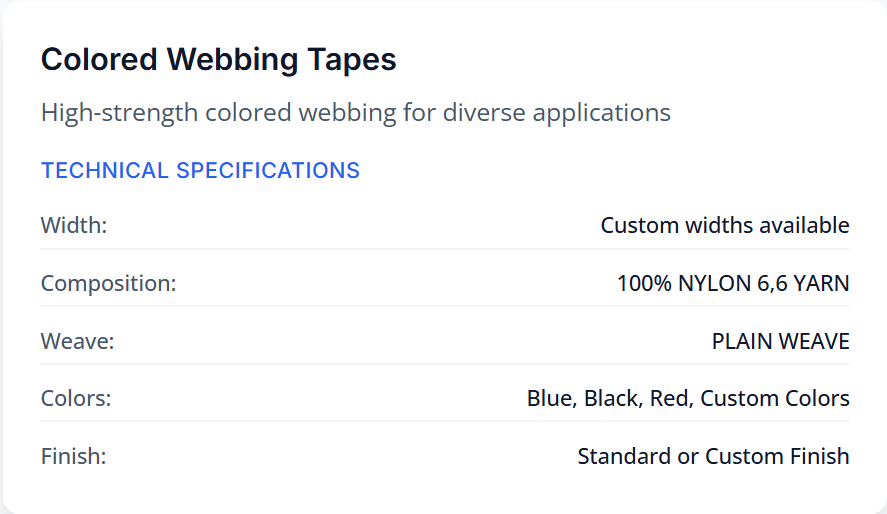 Colored Webbing Tapes
High-strength colored webbing for diverse applications
TECHNICAL SPECIFICATIONS
Width: Custom widths available
Composition: 100% NYLON 6,6 YARN
Weave: PLAIN WEAVE
Colors: Blue, Black, Red, Custom Colors
Finish: Standard or Custom Finish